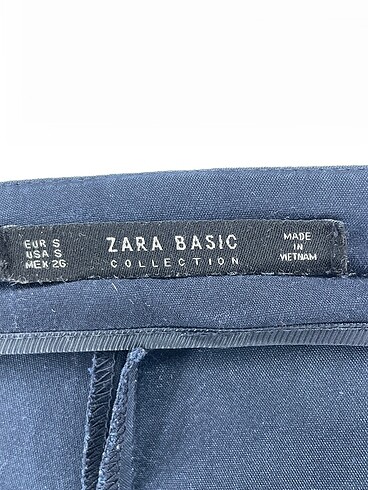 EUR S
USA S
MEX 26
ZARA BASIC
COLLECTION
MADE
IN
VIETNAM